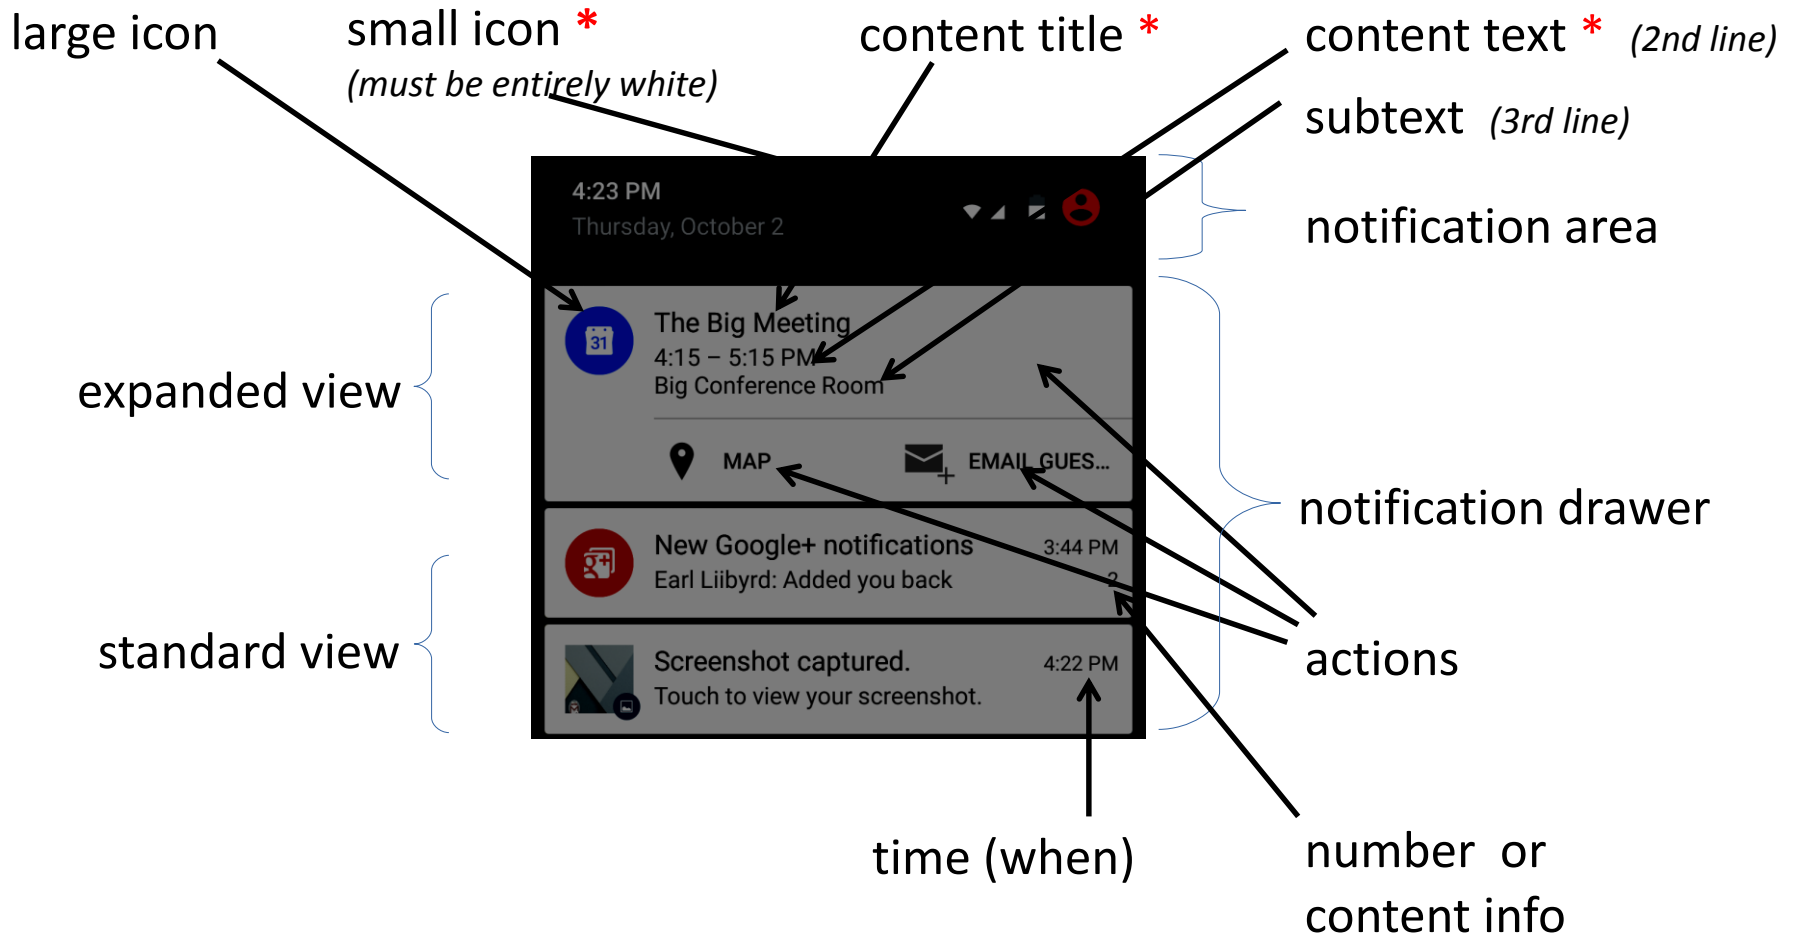 large icon
small icon *
(must be entirely white)
content title *
content text * (2nd line)
subtext (3rd line)
4:23 PM
Thursday, October 2
notification area
expanded view
31
The Big Meeting
4:15 – 5:15 PM
Big Conference Room
MAP
EMAIL GUES...
notification drawer
standard view
g+
New Google+ notifications 3:44 PM
Earl Liibyrd: Added you back 2
Screenshot captured. 4:22 PM
Touch to view your screenshot.
actions
time (when)
number or
content info